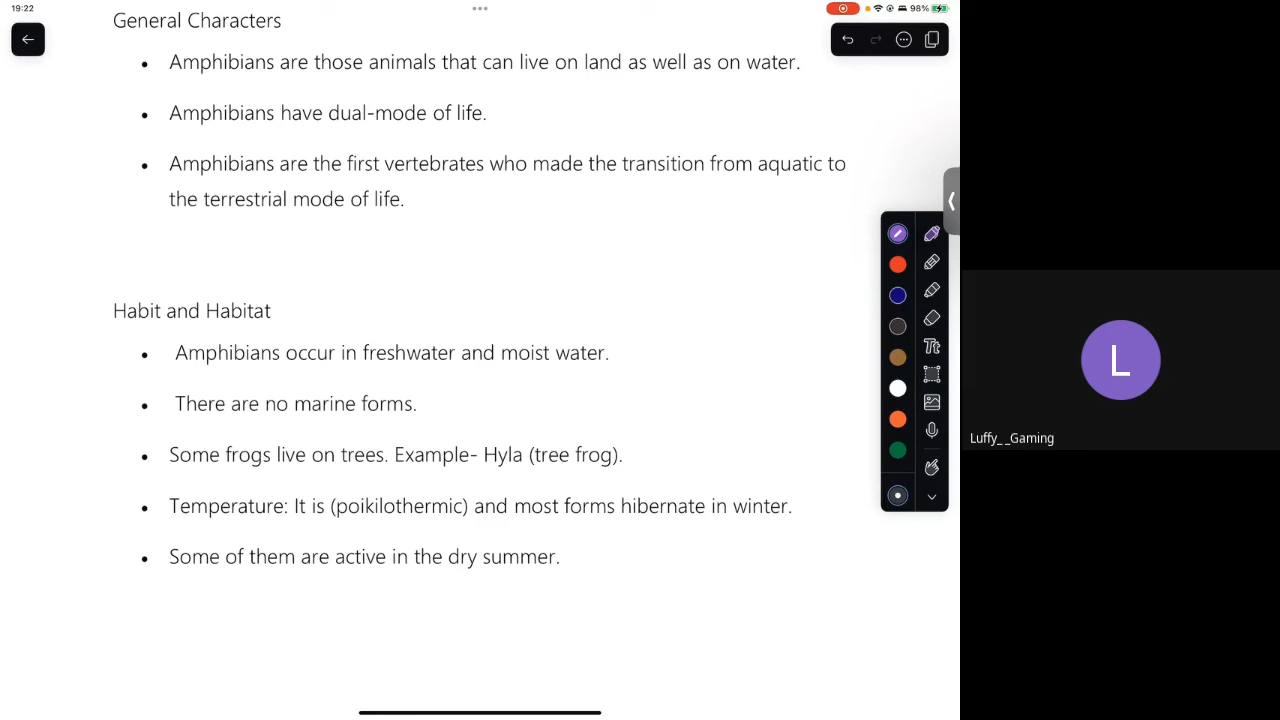 19:22
98%
General Characters
• Amphibians are those animals that can live on land as well as on water.
• Amphibians have dual-mode of life.
• Amphibians are the first vertebrates who made the transition from aquatic to
the terrestrial mode of life.
Habit and Habitat
• Amphibians occur in freshwater and moist water.
• There are no marine forms.
• Some frogs live on trees. Example- Hyla (tree frog).
• Temperature: It is (poikilothermic) and most forms hibernate in winter.
• Some of them are active in the dry summer.
Tt
L
Luffy_ _Gaming